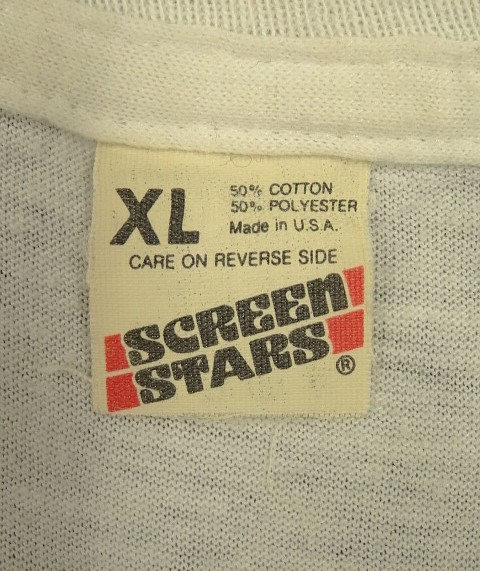 XL
50% COTTON
50% POLYESTER
Made in U.S.A.
CARE ON REVERSE SIDE
SCREEN
STARS ®